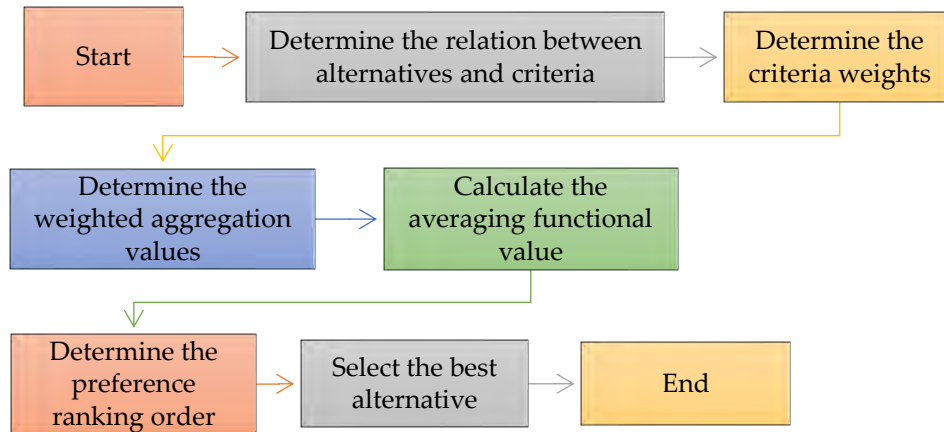 Start
Determine the relation between
alternatives and criteria
Determine the
criteria weights
Determine the
weighted aggregation
values
Calculate the
averaging functional
value
Determine the
preference
ranking order
Select the best
alternative
End